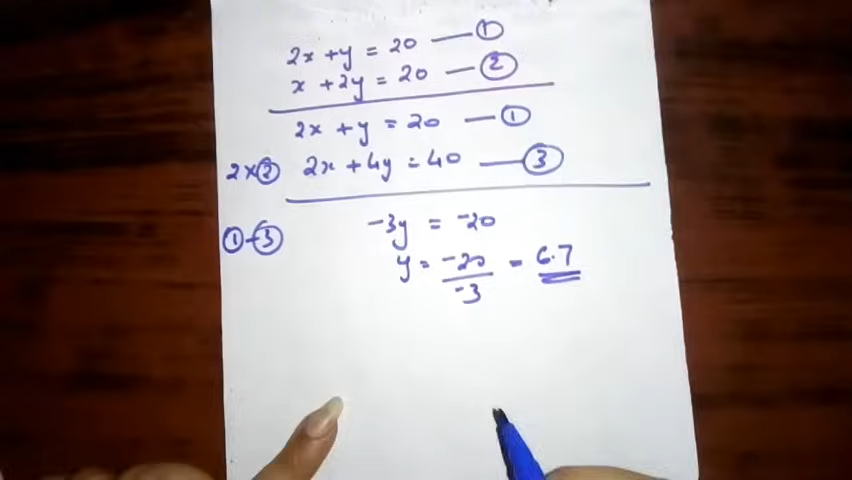 2x + y = 20 — ①
x + 2y = 20 — ②
2x + y = 20 — ①
2×② 2x + 4y = 40 — ③
①-③ -3y = -20
y = -20/-3 = 6.7